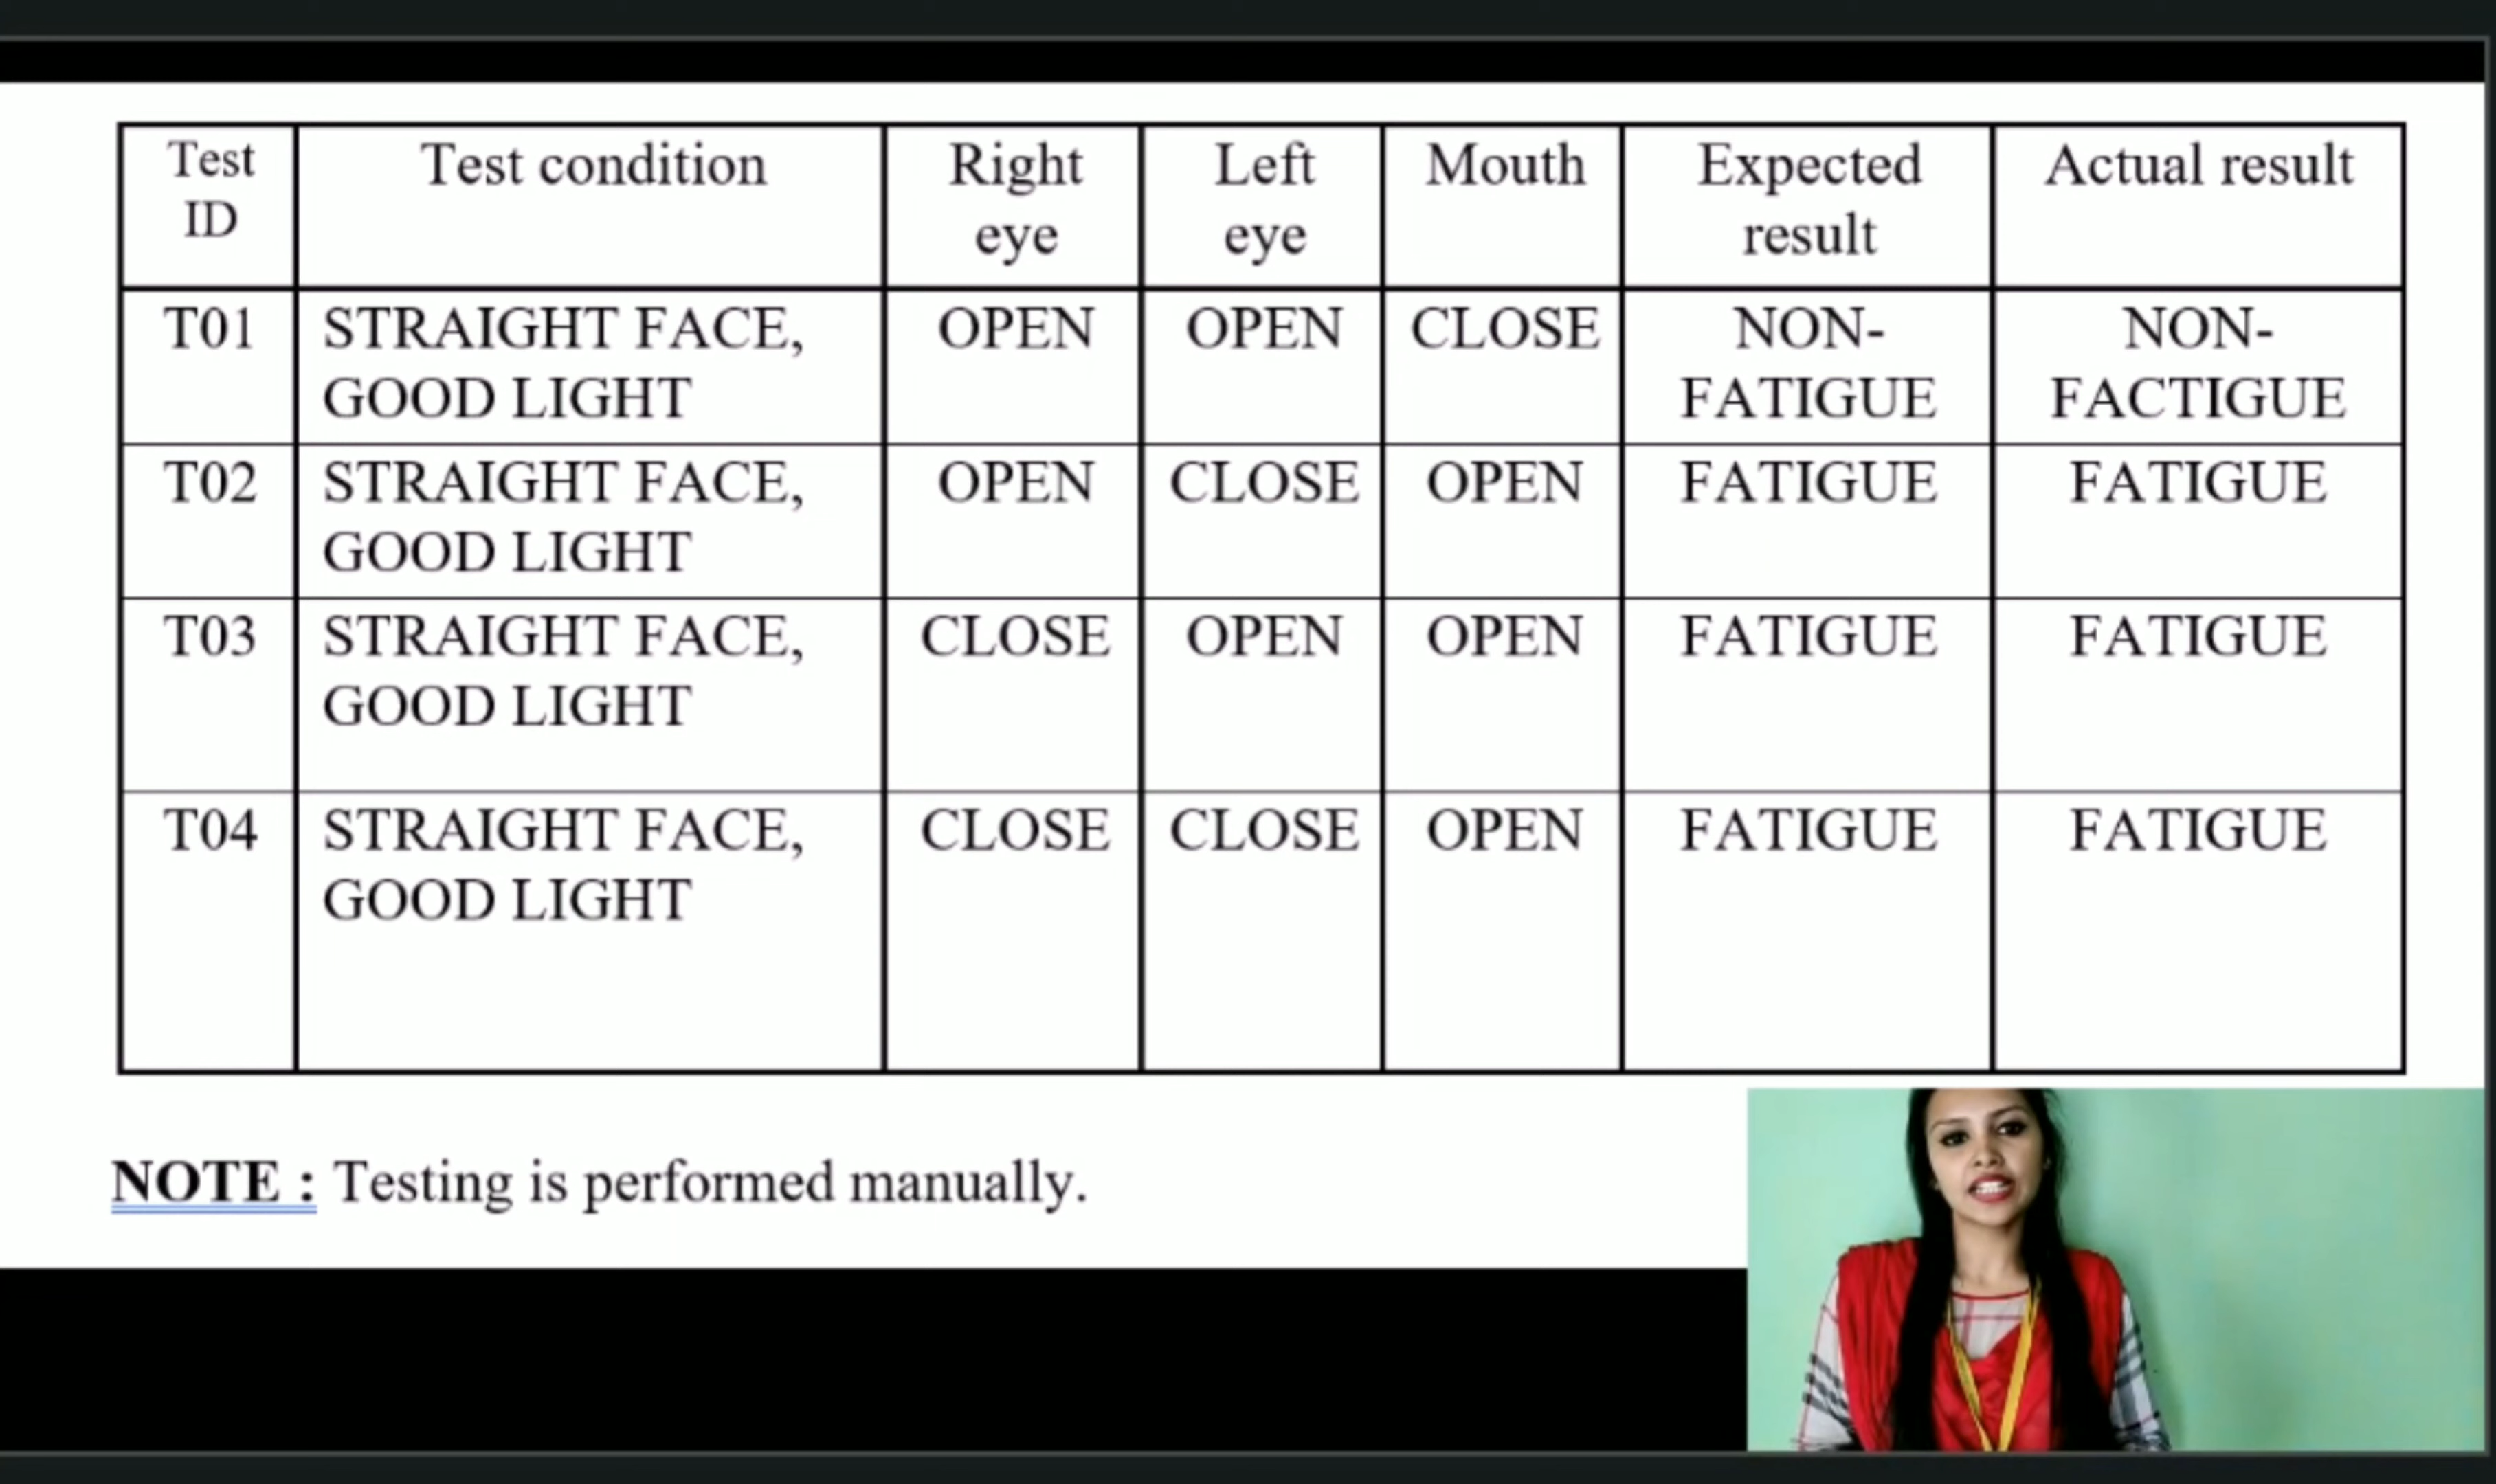 Test ID | Test condition | Right eye | Left eye | Mouth | Expected result | Actual result
T01 | STRAIGHT FACE, GOOD LIGHT | OPEN | OPEN | CLOSE | NON-FATIGUE | NON-FACTIGUE
T02 | STRAIGHT FACE, GOOD LIGHT | OPEN | CLOSE | OPEN | FATIGUE | FATIGUE
T03 | STRAIGHT FACE, GOOD LIGHT | CLOSE | OPEN | OPEN | FATIGUE | FATIGUE
T04 | STRAIGHT FACE, GOOD LIGHT | CLOSE | CLOSE | OPEN | FATIGUE | FATIGUE
NOTE : Testing is performed manually.